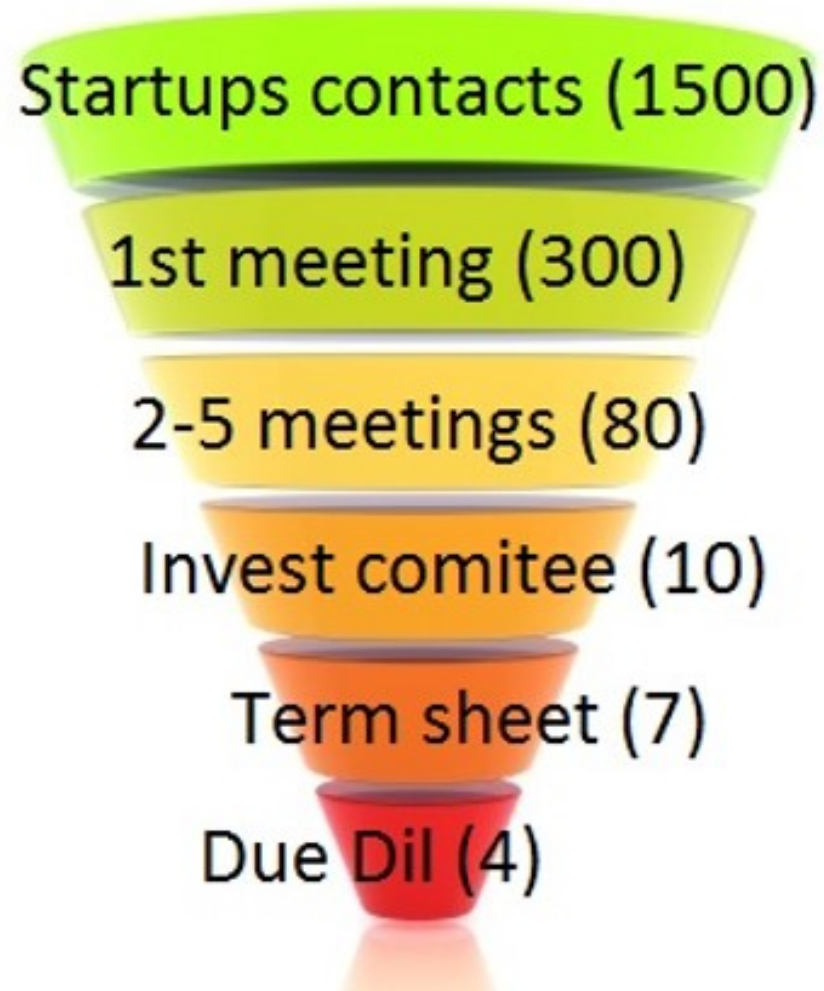 Startups contacts (1500)
1st meeting (300)
2-5 meetings (80)
Invest comitee (10)
Term sheet (7)
Due Dil (4)